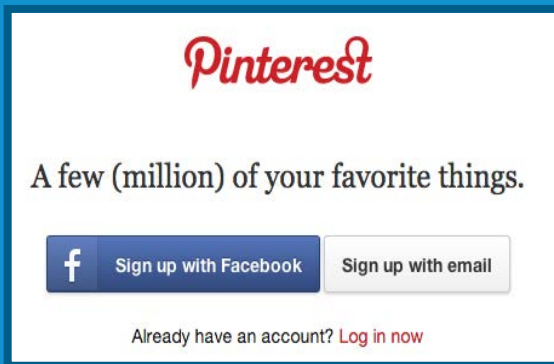 Pinterest
A few (million) of your favorite things.
f Sign up with Facebook Sign up with email
Already have an account? Log in now